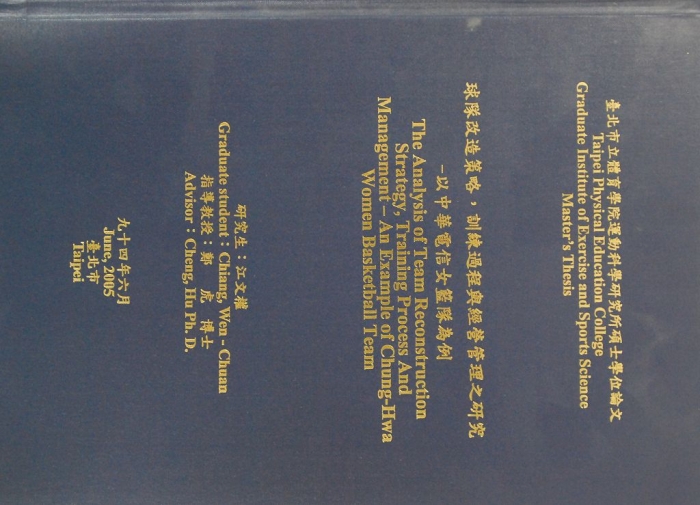 臺北市立體育學院運動科學研究所碩士學位論文
Taipei Physical Education College
Graduate Institute of Exercise and Sports Science
Master's Thesis
球隊改造策略，訓練過程與經營管理之研究
－以中華電信女籃隊為例
The Analysis of Team Reconstruction
Strategy, Training Process And
Management – An Example of Chung-Hwa
Women Basketball Team
研究生：江文權
Graduate student：Chiang, Wen - Chuan
指導教授：鄭 虎 博士
Advisor：Cheng, Hu Ph. D.
九十四年六月
June, 2005
臺北市
Taipei